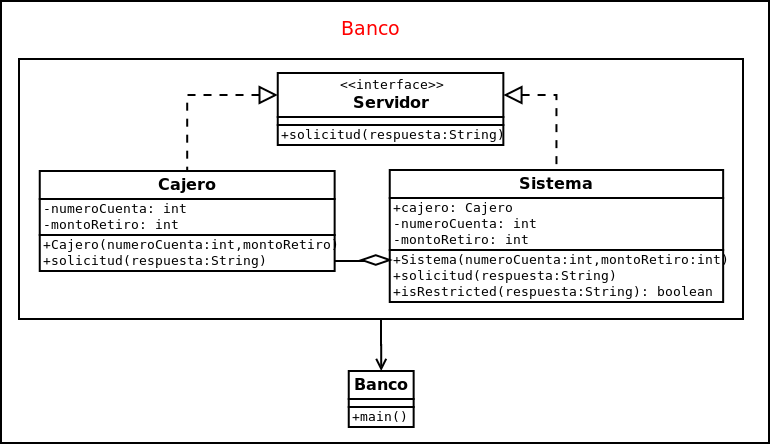 Banco
<<interface>>
Servidor
+solicitud(respuesta:String)
Cajero
-numeroCuenta: int
-montoRetiro: int
+Cajero(numeroCuenta:int,montoRetiro)
+solicitud(respuesta:String)
Sistema
+cajero: Cajero
-numeroCuenta: int
-montoRetiro: int
+Sistema(numeroCuenta:int,montoRetiro:int)
+solicitud(respuesta:String)
+isRestricted(respuesta:String): boolean
Banco
+main()